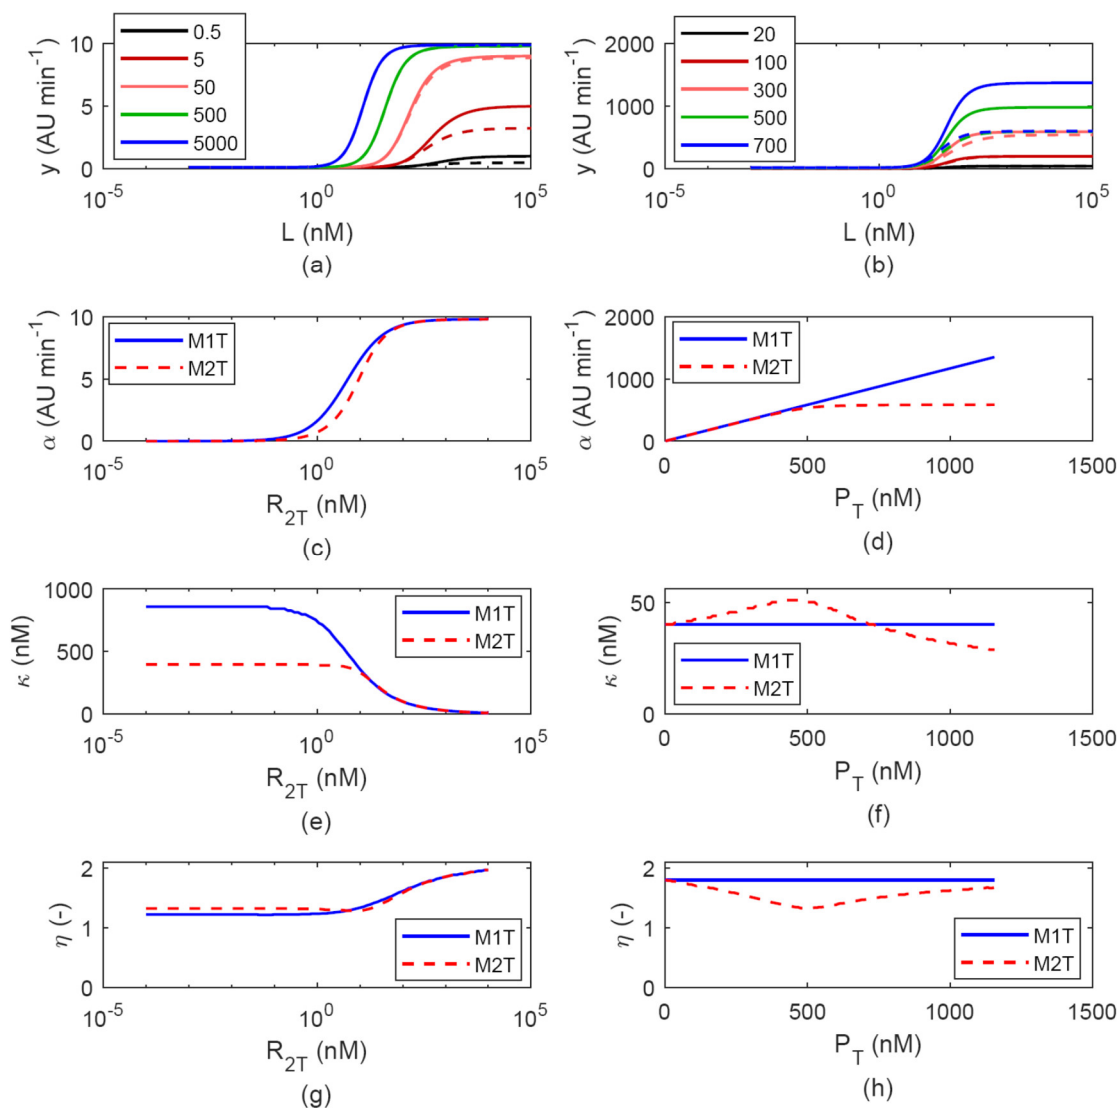 y (AU min-1)
10
5
0
0.5
5
50
500
5000
10-5
100
105
L (nM)
(a)
y (AU min-1)
2000
1000
0
20
100
300
500
700
10-5
100
105
L (nM)
(b)
α (AU min-1)
10
5
0
M1T
M2T
10-5
100
105
R2T (nM)
(c)
α (AU min-1)
2000
1000
0
M1T
M2T
0
500
1000
1500
PT (nM)
(d)
κ (nM)
1000
500
0
M1T
M2T
10-5
100
105
R2T (nM)
(e)
κ (nM)
50
0
M1T
M2T
0
500
1000
1500
PT (nM)
(f)
η (-)
2
1
0
M1T
M2T
10-5
100
105
R2T (nM)
(g)
η (-)
2
1
0
M1T
M2T
0
500
1000
1500
PT (nM)
(h)